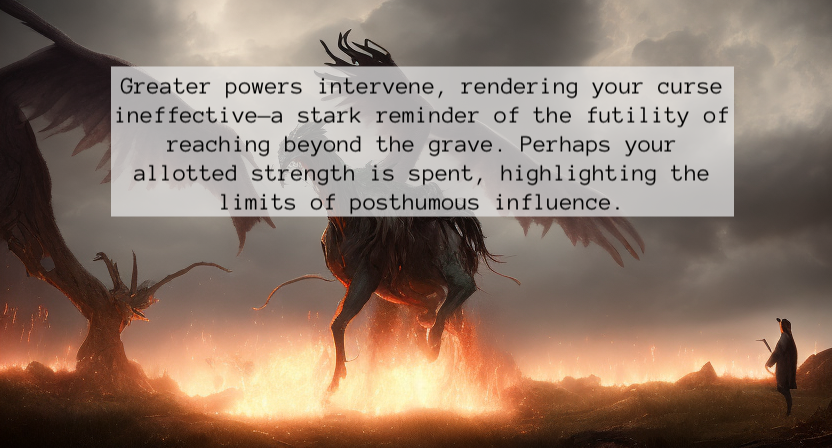 Greater powers intervene, rendering your curse
ineffective—a stark reminder of the futility of
reaching beyond the grave. Perhaps your
allotted strength is spent, highlighting the
limits of posthumous influence.